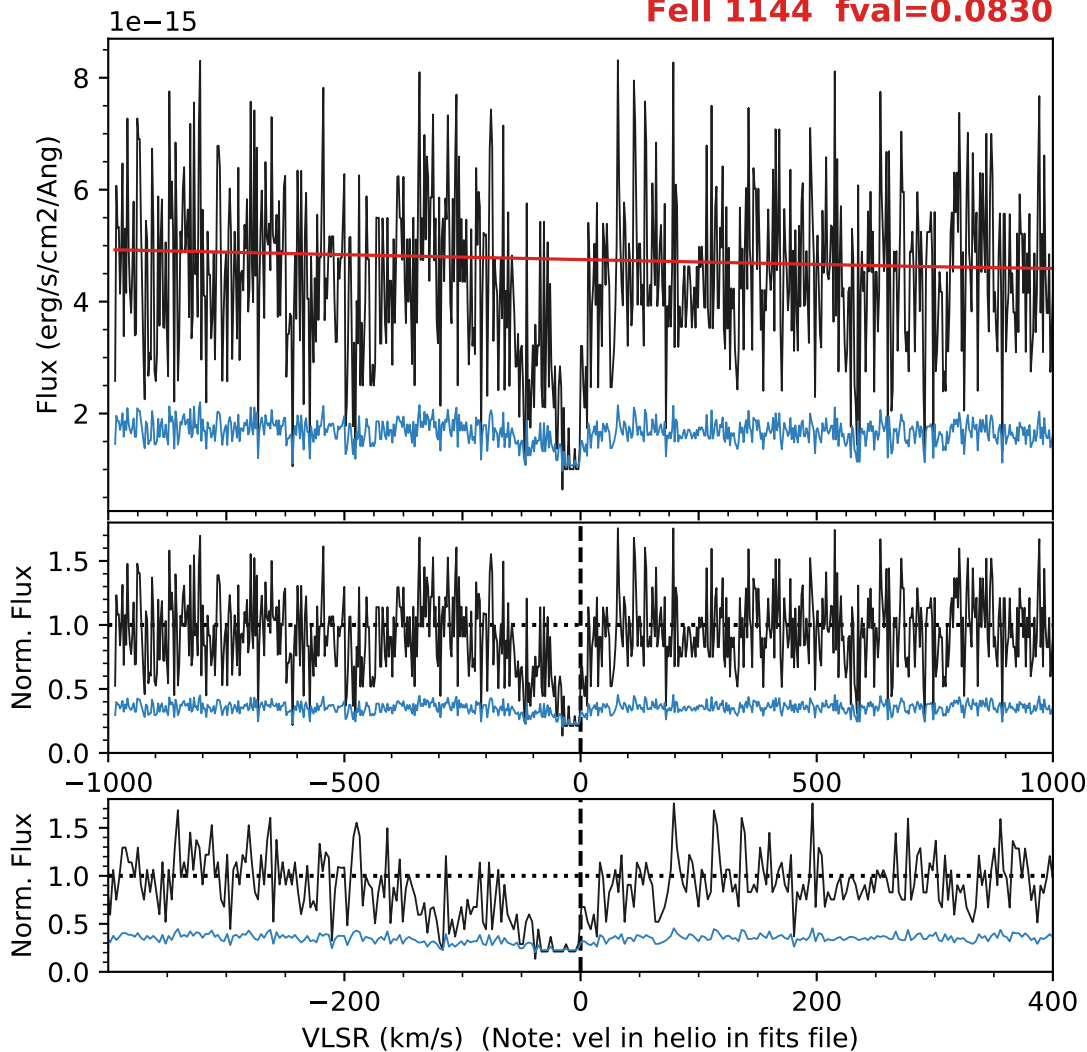 FeII 1144 fval=0.0830
1e−15
8
6
4
2
Flux (erg/s/cm2/Ang)
1.5
1.0
0.5
0.0
Norm. Flux
−1000 −500 0 500 1000
1.5
1.0
0.5
0.0
Norm. Flux
−200 0 200 400
VLSR (km/s) (Note: vel in helio in fits file)